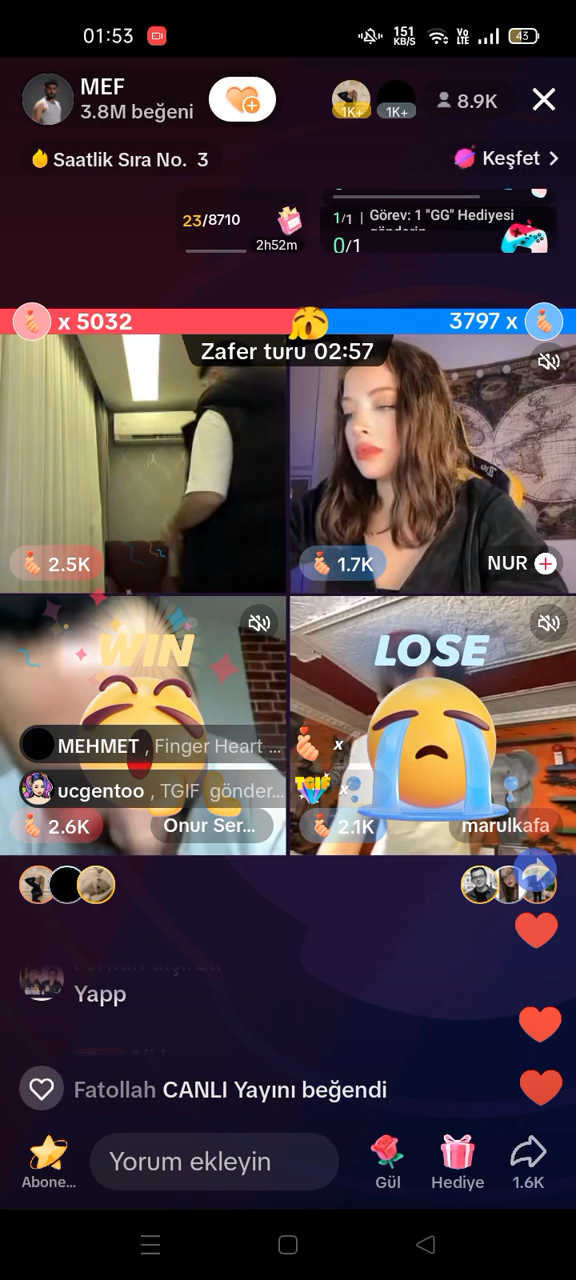 01:53
151 KB/S
Vo LTE
43
MEF
3.8M beğeni
1K+
1K+
8.9K
Saatlik Sıra No. 3
Keşfet
23/8710
2h52m
1/1 | Görev: 1 "GG" Hediyesi
0/1
x 5032
3797 x
Zafer turu 02:57
2.5K
1.7K
NUR
WIN
LOSE
MEHMET , Finger Heart ...
x
ucgentoo , TGIF gönder...
TGIF
x
2.6K
Onur Ser...
2.1K
marulkafa
Yapp
Fatollah CANLI Yayını beğendi
Abone...
Yorum ekleyin
Gül
Hediye
1.6K